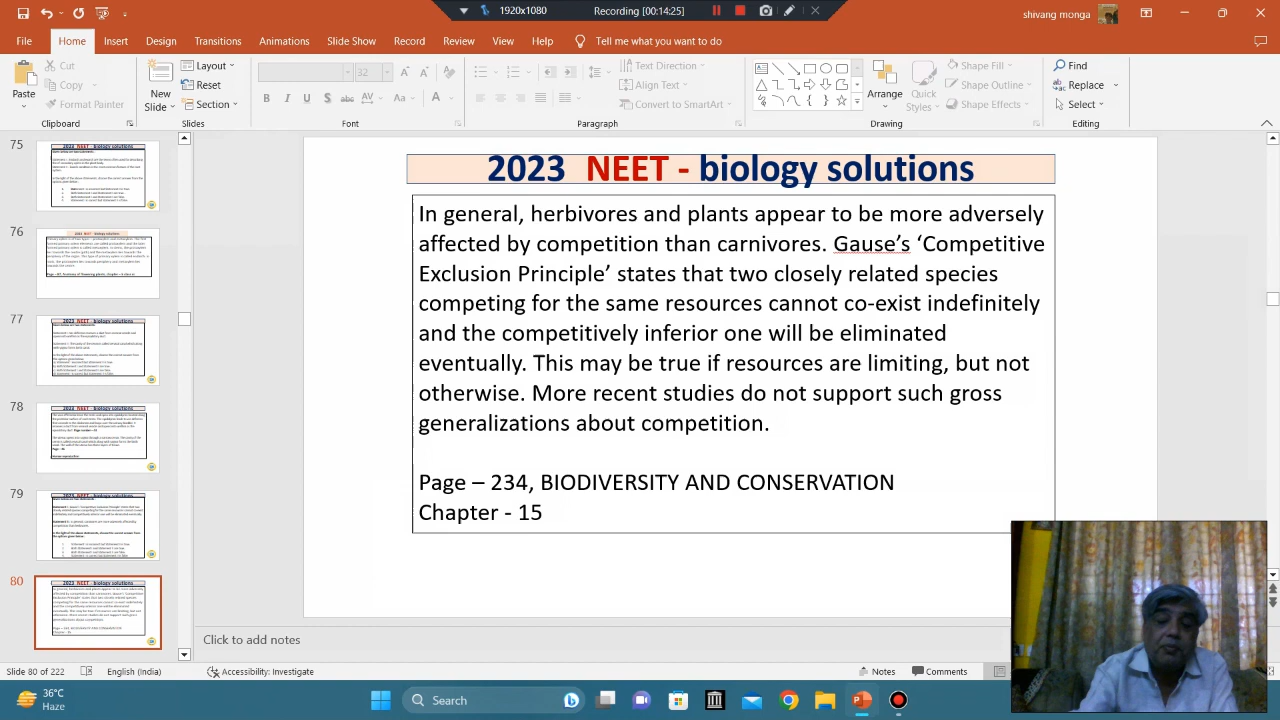 1920x1080 Recording [00:14:25] shivang monga
File Home Insert Design Transitions Animations Slide Show Record Review View Help Tell me what you want to do
Cut Copy Format Painter Paste Clipboard
New Slide Layout Reset Section Slides
32 Font
Text Direction Align Text Convert to SmartArt Paragraph
Arrange Quick Styles Shape Fill Shape Outline Shape Effects Drawing
Find Replace Select Editing
75
76
77
79
80
2023 NEET - biology solutions
In general, herbivores and plants appear to be more adversely
affected by competition than carnivores. Gause’s ‘Competitive
Exclusion Principle’ states that two closely related species
competing for the same resources cannot co-exist indefinitely
and the competitively inferior one will be eliminated
eventually. This may be true if resources are limiting, but not
otherwise. More recent studies do not support such gross
generalizations about competition.
Page – 234, BIODIVERSITY AND CONSERVATION
Chapter - 15
Click to add notes
Slide 80 of 222 English (India) Accessibility: Investigate Notes Comments
36°C
Haze
Search